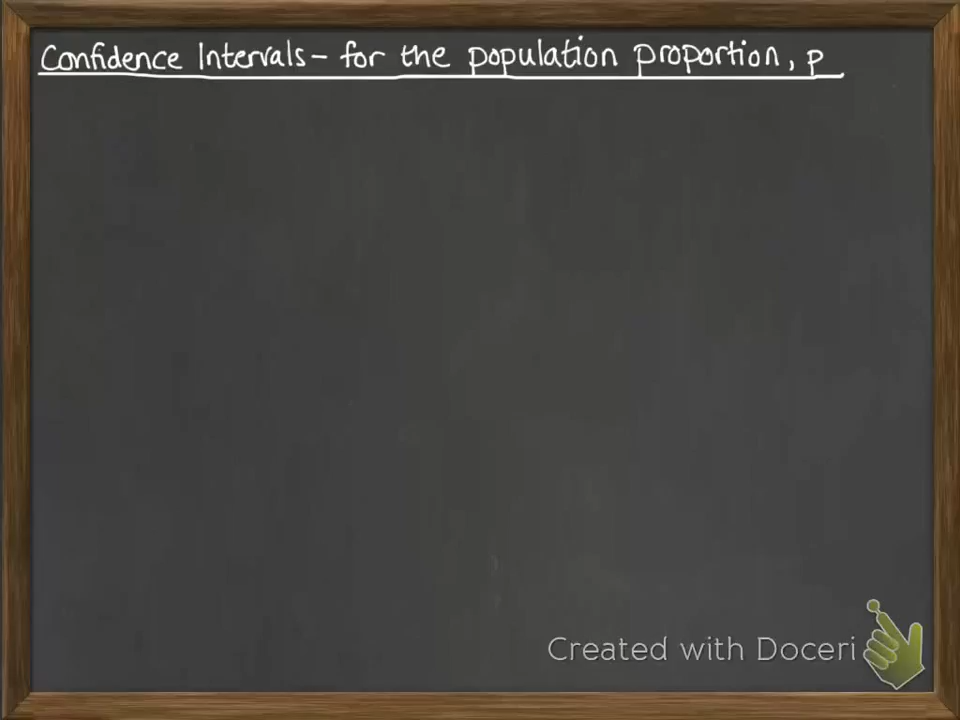 Confidence Intervals – for the population proportion, p
Created with Doceri